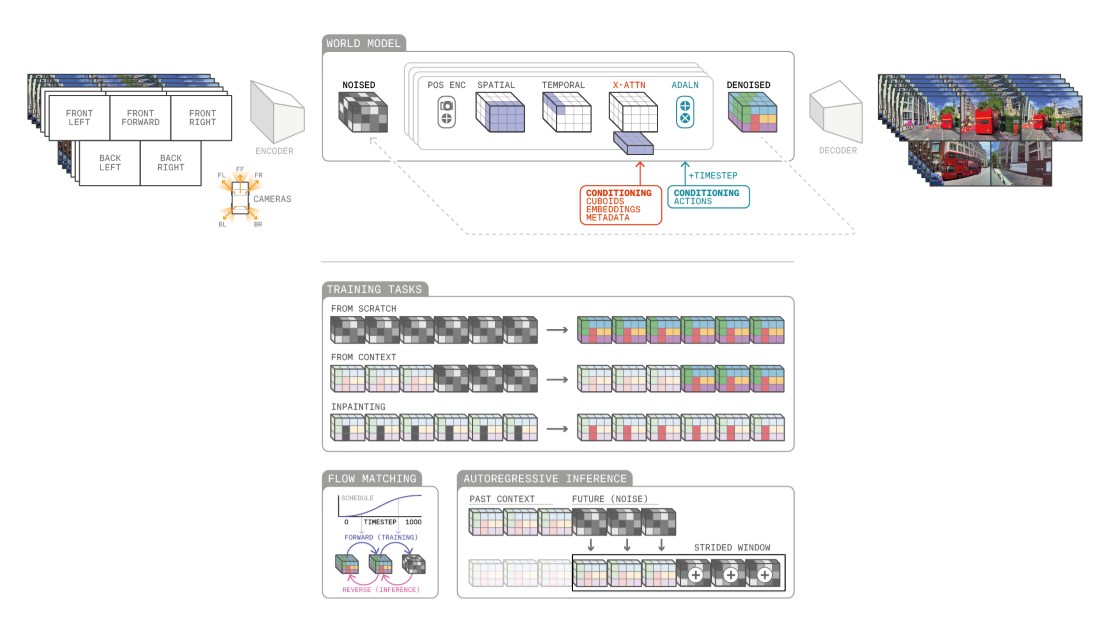 WORLD MODEL
FRONT LEFT
FRONT FORWARD
FRONT RIGHT
BACK LEFT
BACK RIGHT
ENCODER
FL
FF
FR
CAMERAS
BL
BR
NOISED
POS ENC
SPATIAL
TEMPORAL
X-ATTN
ADALN
DENOISED
DECODER
+TIMESTEP
CONDITIONING
CUBOIDS
EMBEDDINGS
METADATA
CONDITIONING
ACTIONS
TRAINING TASKS
FROM SCRATCH
FROM CONTEXT
INPAINTING
FLOW MATCHING
SCHEDULE
0 TIMESTEP 1000
FORWARD (TRAINING)
REVERSE (INFERENCE)
AUTOREGRESSIVE INFERENCE
PAST CONTEXT
FUTURE (NOISE)
STRIDED WINDOW